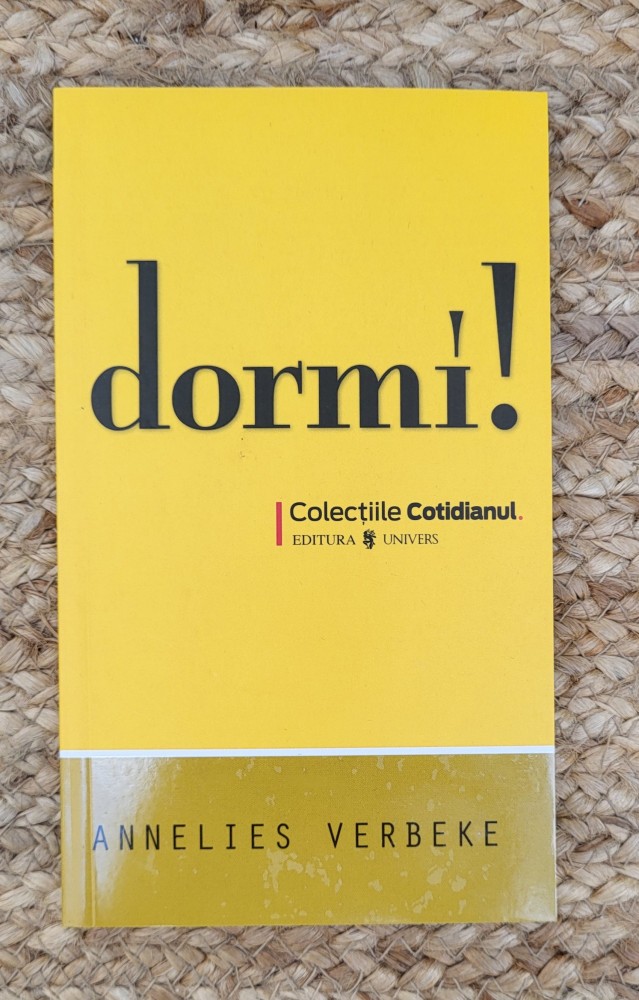 dormi!
Colecțiile Cotidianul.
EDITURA UNIVERS
ANNELIES VERBEKE